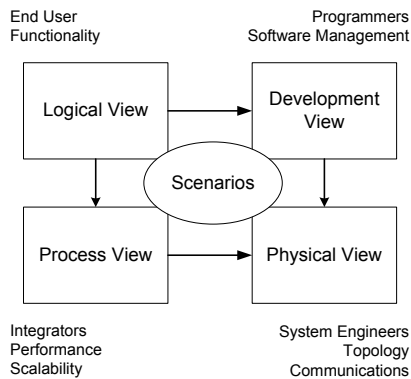 End User
Functionality
Programmers
Software Management
Logical View
Development
View
Scenarios
Process View
Physical View
Integrators
Performance
Scalability
System Engineers
Topology
Communications